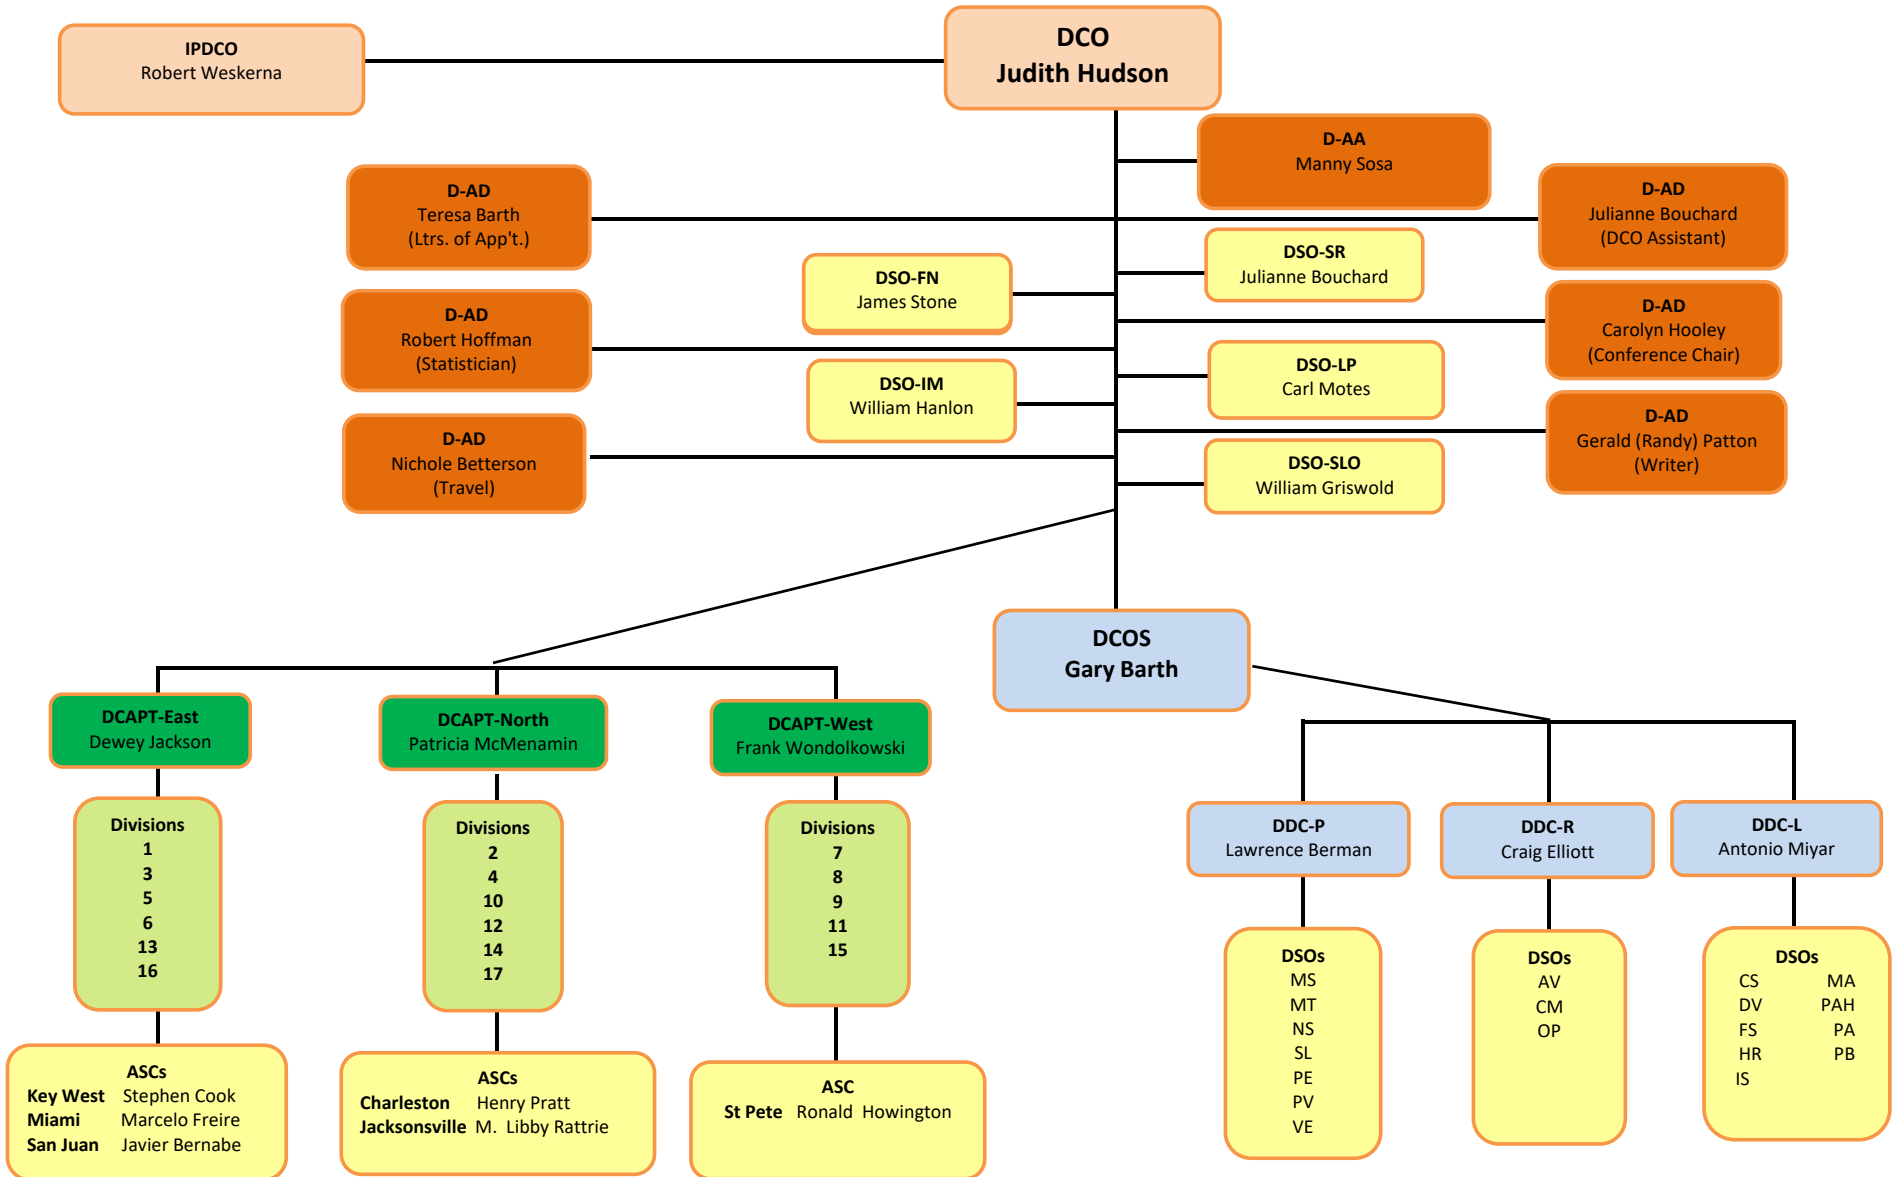 IPDCO
Robert Weskerna
DCO
Judith Hudson
D-AA
Manny Sosa
D-AD
Teresa Barth
(Ltrs. of App't.)
D-AD
Julianne Bouchard
(DCO Assistant)
DSO-SR
Julianne Bouchard
DSO-FN
James Stone
D-AD
Robert Hoffman
(Statistician)
D-AD
Carolyn Hooley
(Conference Chair)
DSO-LP
Carl Motes
DSO-IM
William Hanlon
D-AD
Nichole Betterson
(Travel)
D-AD
Gerald (Randy) Patton
(Writer)
DSO-SLO
William Griswold
DCOS
Gary Barth
DCAPT-East
Dewey Jackson
DCAPT-North
Patricia McMenamin
DCAPT-West
Frank Wondolkowski
Divisions
1
3
5
6
13
16
Divisions
2
4
10
12
14
17
Divisions
7
8
9
11
15
ASCs
Key West Stephen Cook
Miami Marcelo Freire
San Juan Javier Bernabe
ASCs
Charleston Henry Pratt
Jacksonsville M. Libby Rattrie
ASC
St Pete Ronald Howington
DDC-P
Lawrence Berman
DDC-R
Craig Elliott
DDC-L
Antonio Miyar
DSOs
MS
MT
NS
SL
PE
PV
VE
DSOs
AV
CM
OP
DSOs
CS MA
DV PAH
FS PA
HR PB
IS